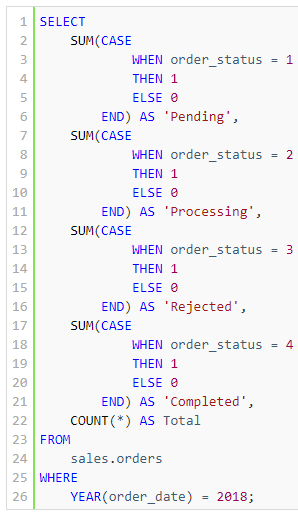 1 SELECT
2     SUM(CASE
3             WHEN order_status = 1
4             THEN 1
5             ELSE 0
6         END) AS 'Pending',
7     SUM(CASE
8             WHEN order_status = 2
9             THEN 1
10             ELSE 0
11         END) AS 'Processing',
12     SUM(CASE
13             WHEN order_status = 3
14             THEN 1
15             ELSE 0
16         END) AS 'Rejected',
17     SUM(CASE
18             WHEN order_status = 4
19             THEN 1
20             ELSE 0
21         END) AS 'Completed',
22     COUNT(*) AS Total
23 FROM
24     sales.orders
25 WHERE
26     YEAR(order_date) = 2018;